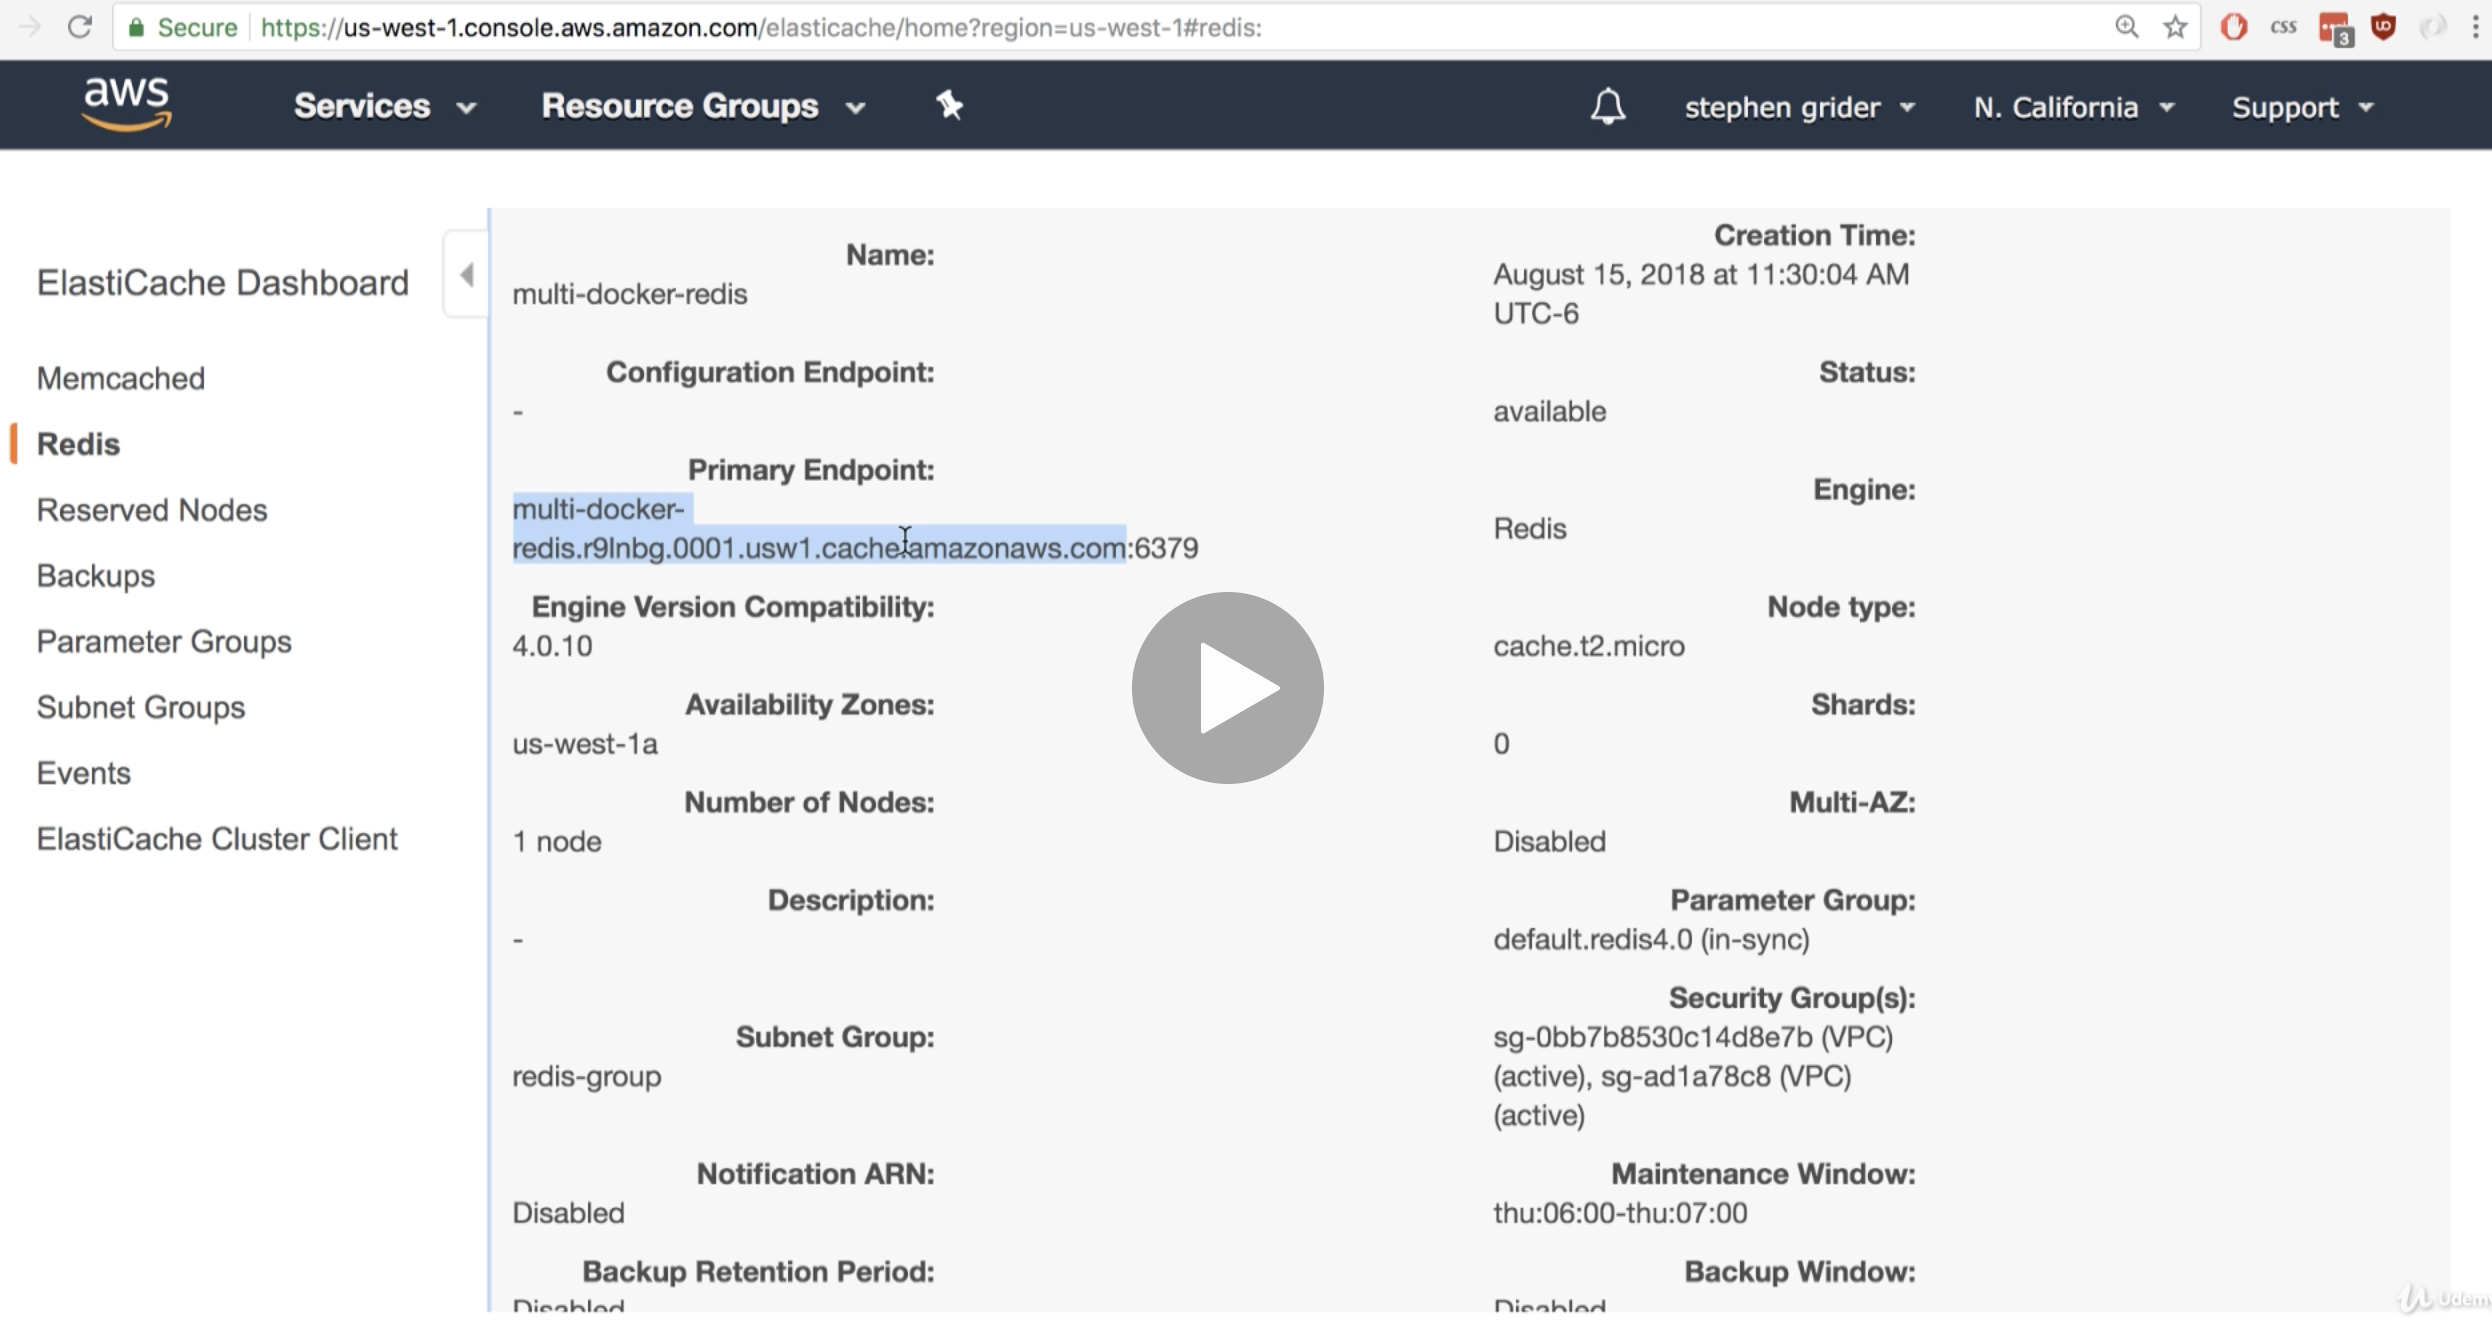 Secure https://us-west-1.console.aws.amazon.com/elasticache/home?region=us-west-1#redis:
css
3
aws Services Resource Groups stephen grider N. California Support
ElastiCache Dashboard
Memcached
Redis
Reserved Nodes
Backups
Parameter Groups
Subnet Groups
Events
ElastiCache Cluster Client
Name:
multi-docker-redis
Configuration Endpoint:
-
Primary Endpoint:
multi-docker-
redis.r9lnbg.0001.usw1.cache.amazonaws.com:6379
Engine Version Compatibility:
4.0.10
Availability Zones:
us-west-1a
Number of Nodes:
1 node
Description:
-
Subnet Group:
redis-group
Notification ARN:
Disabled
Backup Retention Period:
Disabled
Creation Time:
August 15, 2018 at 11:30:04 AM
UTC-6
Status:
available
Engine:
Redis
Node type:
cache.t2.micro
Shards:
0
Multi-AZ:
Disabled
Parameter Group:
default.redis4.0 (in-sync)
Security Group(s):
sg-0bb7b8530c14d8e7b (VPC)
(active), sg-ad1a78c8 (VPC)
(active)
Maintenance Window:
thu:06:00-thu:07:00
Backup Window:
Disabled